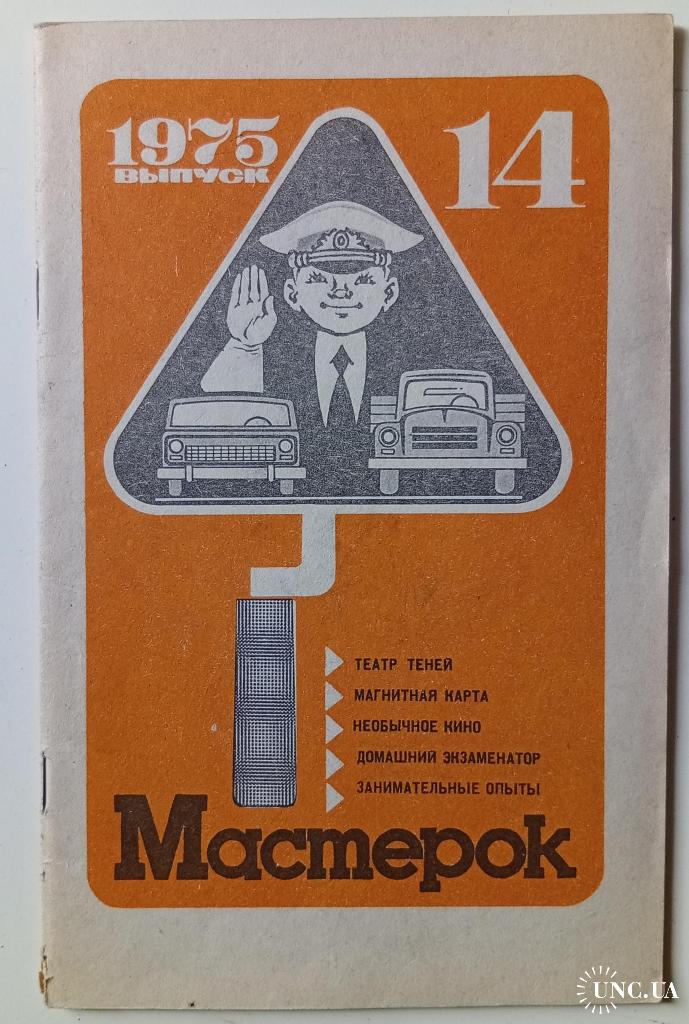 1975
ВЫПУСК
14
ТЕАТР ТЕНЕЙ
МАГНИТНАЯ КАРТА
НЕОБЫЧНОЕ КИНО
ДОМАШНИЙ ЭКЗАМЕНАТОР
ЗАНИМАТЕЛЬНЫЕ ОПЫТЫ
Мастерок
UNC.UA